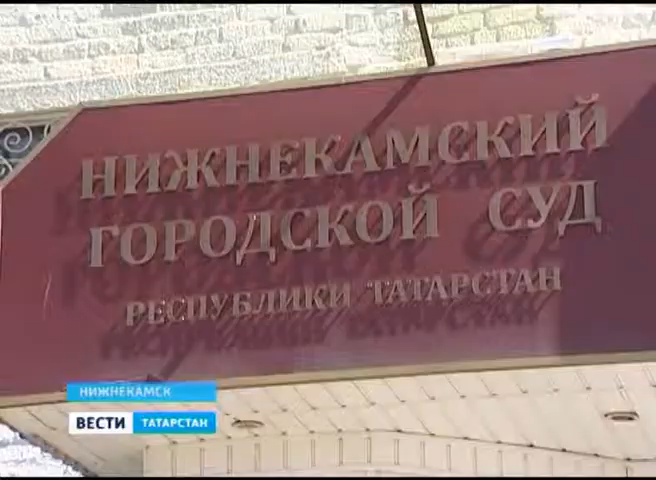 НИЖНЕКАМСКИЙ
ГОРОДСКОЙ СУД
РЕСПУБЛИКИ ТАТАРСТАН
НИЖНЕКАМСК
ВЕСТИ ТАТАРСТАН